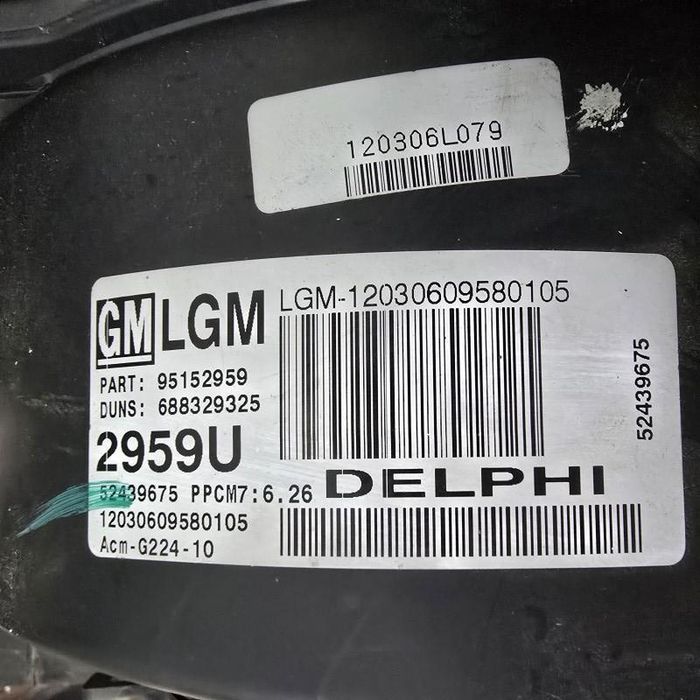 120306L079
GM LGM LGM-12030609580105
PART: 95152959
DUNS: 688329325
2959U
52439675 PPCM7:6.26 DELPHI
12030609580105
Acm-G224-10
52439675